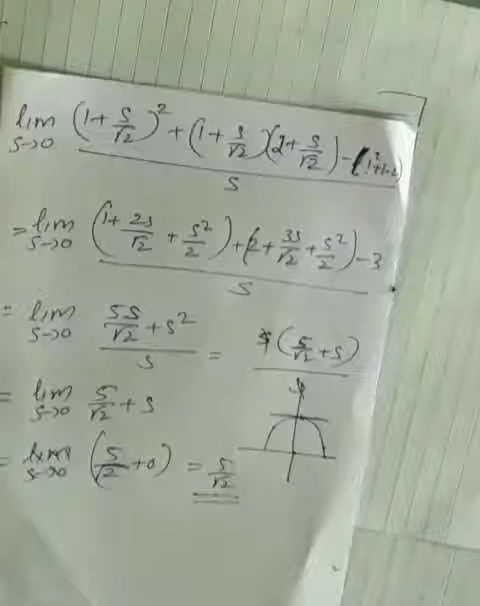 lim s→0 ((1+s/√2)² + (1+s/√2)(2+s/√2) − (1²+1·2))/s
= lim s→0 ((1+2s/√2+s²/2) + (2+3s/√2+s²/2) − 3)/s
= lim s→0 (5s/√2+s²)/s = s(5/√2+s)
= lim s→0 5/√2+s
= lim s→0 (5/√2+0) = 5/√2